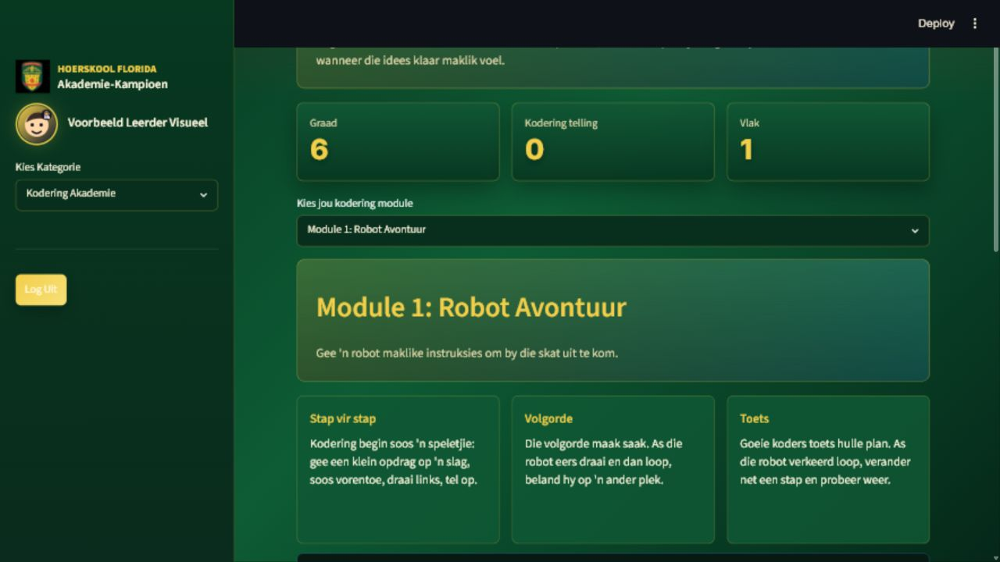 Deploy
HOERSKOOL FLORIDA
Akademie-Kampioen
Voorbeeld Leerder Visueel
Kies Kategorie
Kodering Akademie
Log Uit
wanneer die idees klaar maklik voel.
Graad
6
Kodering telling
0
Vlak
1
Kies jou kodering module
Module 1: Robot Avontuur
Module 1: Robot Avontuur
Gee 'n robot maklike instruksies om by die skat uit te kom.
Stap vir stap
Kodering begin soos 'n speletjie:
gee een klein opdrag op 'n slag,
soos vorentoe, draai links, tel op.
Volgorde
Die volgorde maak saak. As die
robot eers draai en dan loop,
beland hy op 'n ander plek.
Toets
Goeie koders toets hulle plan. As
die robot verkeerd loop, verander
net een stap en probeer weer.